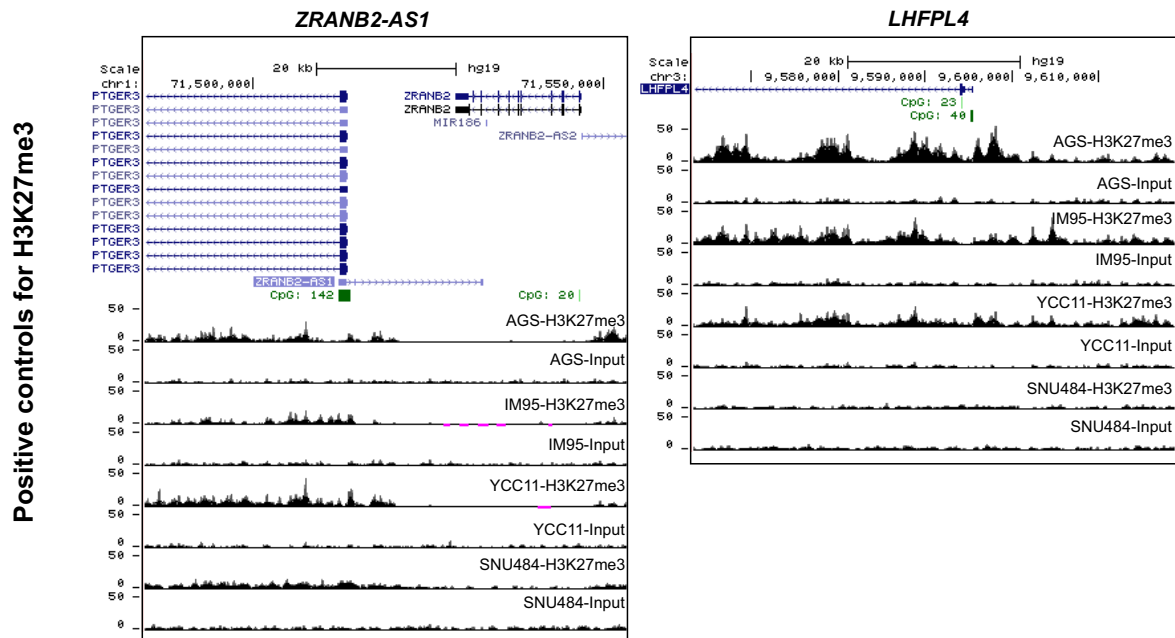 Positive controls for H3K27me3
ZRANB2-AS1
Scale
20 kb
hg19
chr1:
71,500,000
71,550,000
PTGER3
ZRANB2
PTGER3
ZRANB2
PTGER3
MIR186
PTGER3
ZRANB2-AS2
PTGER3
PTGER3
PTGER3
PTGER3
PTGER3
PTGER3
PTGER3
PTGER3
PTGER3
PTGER3
ZRANB2-AS1
CpG: 142
CpG: 20
50
AGS-H3K27me3
0
50
AGS-Input
0
50
IM95-H3K27me3
0
50
IM95-Input
0
50
YCC11-H3K27me3
0
50
YCC11-Input
0
50
SNU484-H3K27me3
0
50
SNU484-Input
0
LHFPL4
Scale
20 kb
hg19
chr3:
9,580,000
9,590,000
9,600,000
9,610,000
LHFPL4
CpG: 23
CpG: 40
50
AGS-H3K27me3
0
50
AGS-Input
0
50
IM95-H3K27me3
0
50
IM95-Input
0
50
YCC11-H3K27me3
0
50
YCC11-Input
0
50
SNU484-H3K27me3
0
50
SNU484-Input
0